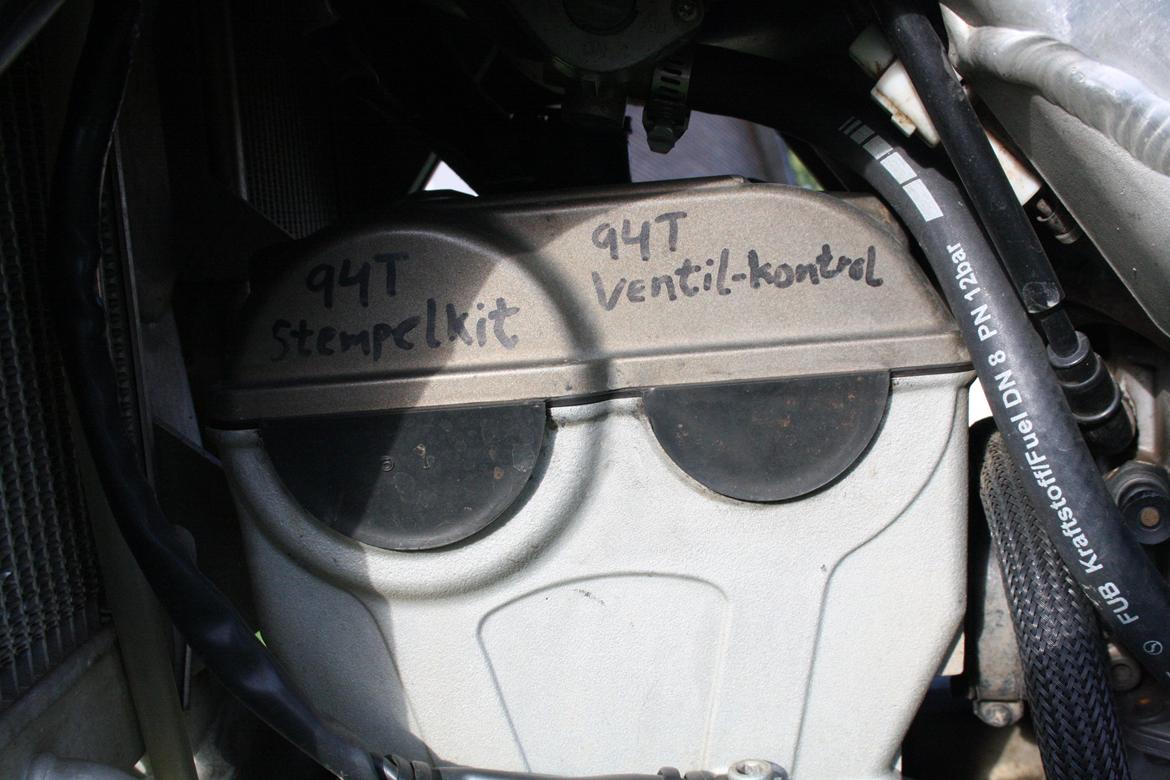 94T
Stempelkit
94T
Ventil-kontrol
FUB Kraftstoff/Fuel DN 8 PN 12bar